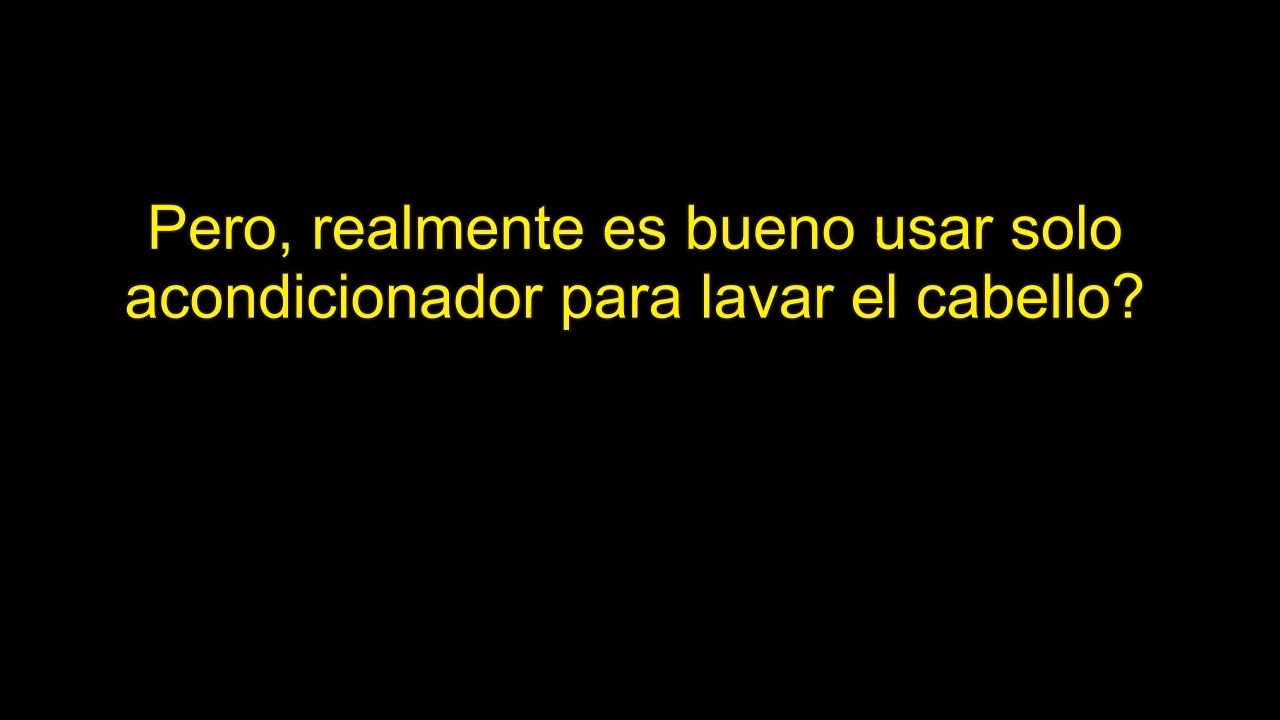 Pero, realmente es bueno usar solo
acondicionador para lavar el cabello?